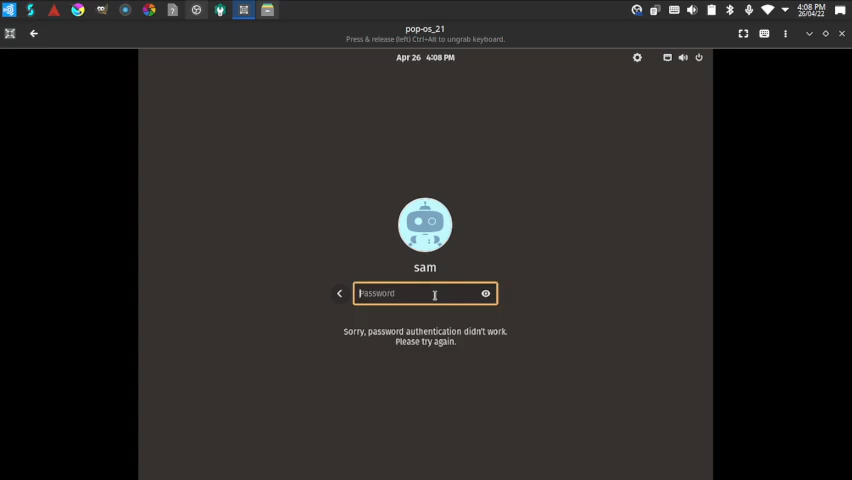 4:08 PM
26/04/22
pop-os_21
Press & release (left) Ctrl+Alt to ungrab keyboard.
Apr 26 4:08 PM
sam
Password
Sorry, password authentication didn't work.
Please try again.